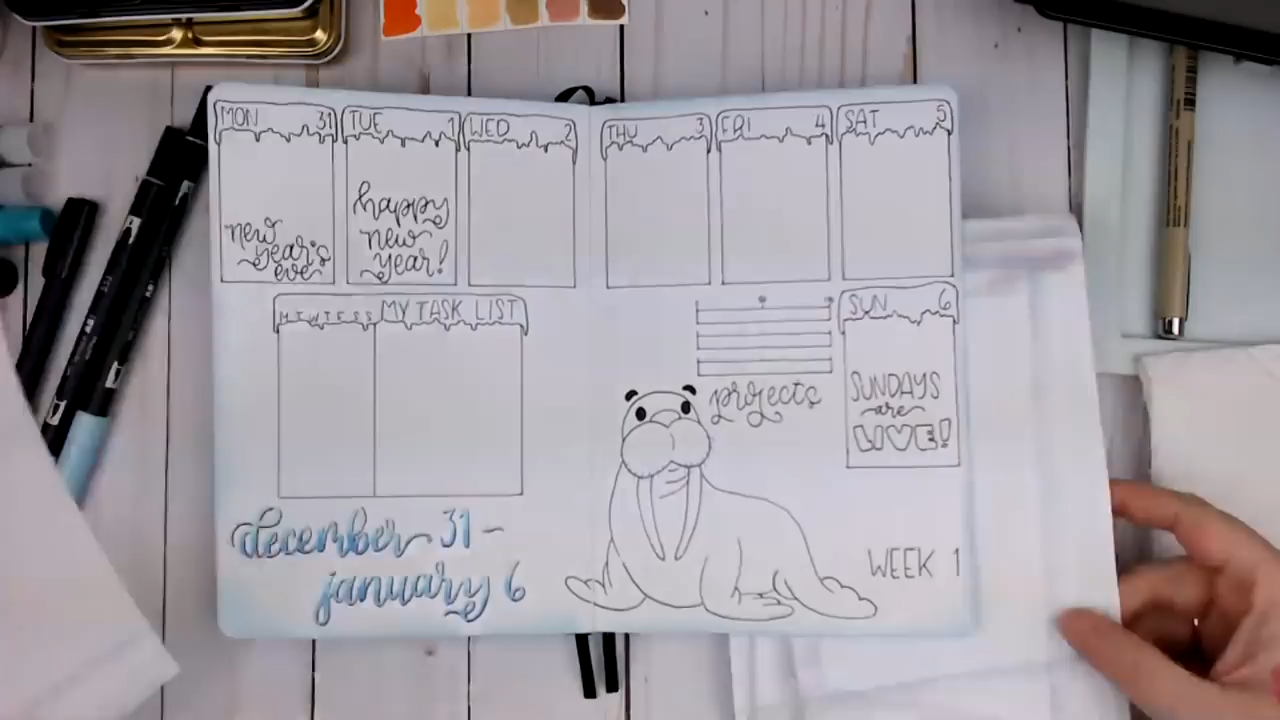 MON 31
TUE 1
WED 2
THU 3
FRI 4
SAT 5
new
year's
eve
happy
new
year!
MTWTFSS MY TASK LIST
SUN 6
projects
SUNDAYS
are
LIVE!
december 31 -
january 6
WEEK 1